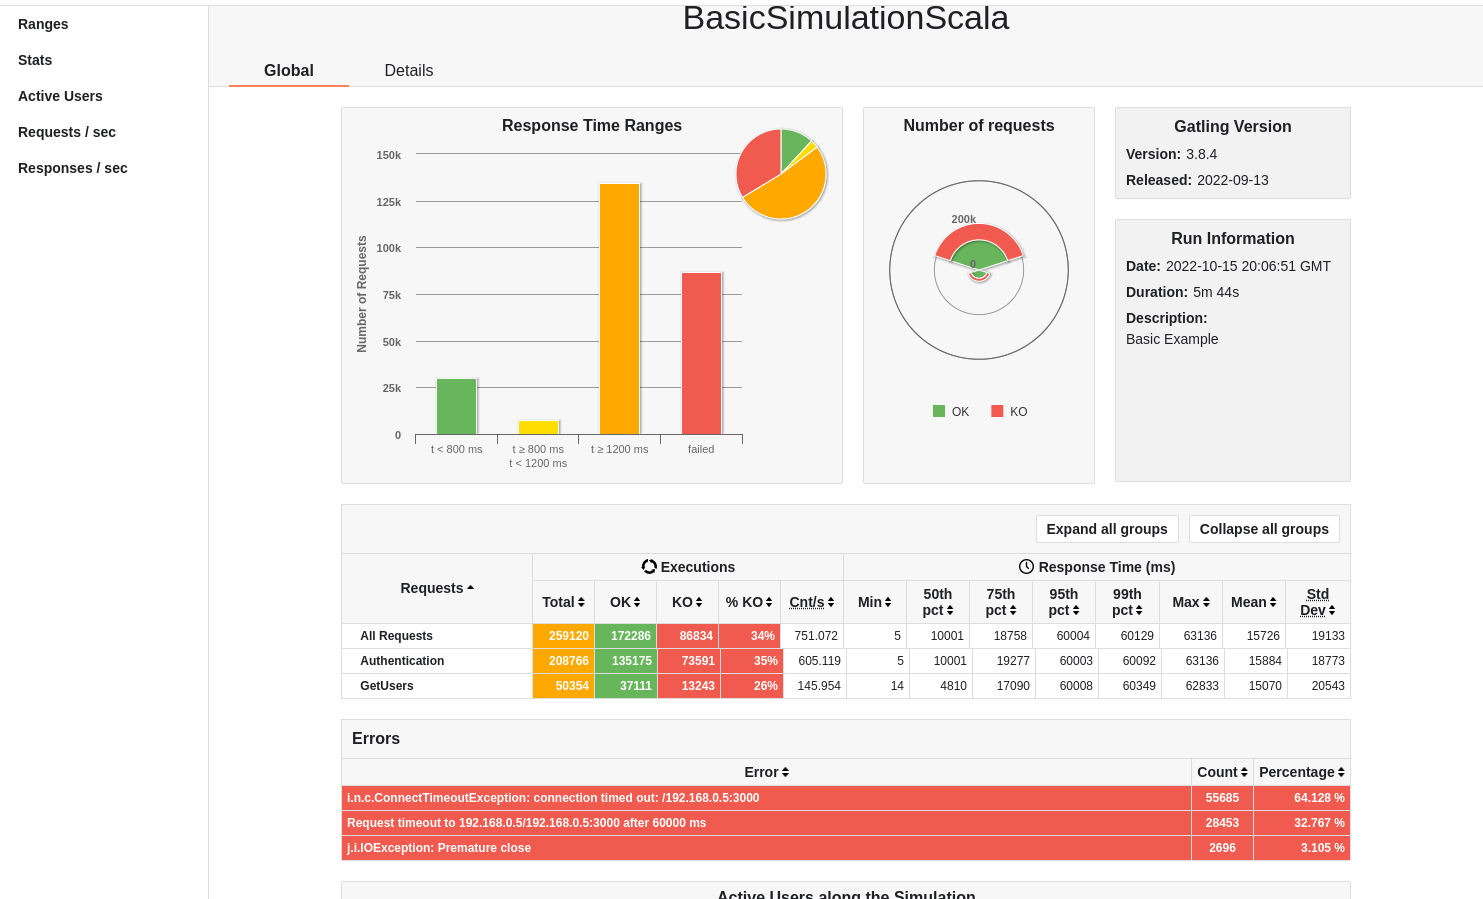 BasicSimulationScala
Ranges
Stats
Active Users
Requests / sec
Responses / sec
Global Details
Response Time Ranges
Number of Requests
150k
125k
100k
75k
50k
25k
0
t < 800 ms
t ≥ 800 ms
t < 1200 ms
t ≥ 1200 ms
failed
Number of requests
200k
0
OK KO
Gatling Version
Version: 3.8.4
Released: 2022-09-13
Run Information
Date: 2022-10-15 20:06:51 GMT
Duration: 5m 44s
Description:
Basic Example
Expand all groups Collapse all groups
Requests Executions Response Time (ms)
Total OK KO % KO Cnt/s Min 50th pct 75th pct 95th pct 99th pct Max Mean Std Dev
All Requests 259120 172286 86834 34% 751.072 5 10001 18758 60004 60129 63136 15726 19133
Authentication 208766 135175 73591 35% 605.119 5 10001 19277 60003 60092 63136 15884 18773
GetUsers 50354 37111 13243 26% 145.954 14 4810 17090 60008 60349 62833 15070 20543
Errors
Error Count Percentage
i.n.c.ConnectTimeoutException: connection timed out: /192.168.0.5:3000 55685 64.128 %
Request timeout to 192.168.0.5/192.168.0.5:3000 after 60000 ms 28453 32.767 %
j.i.IOException: Premature close 2696 3.105 %
Active Users along the Simulation